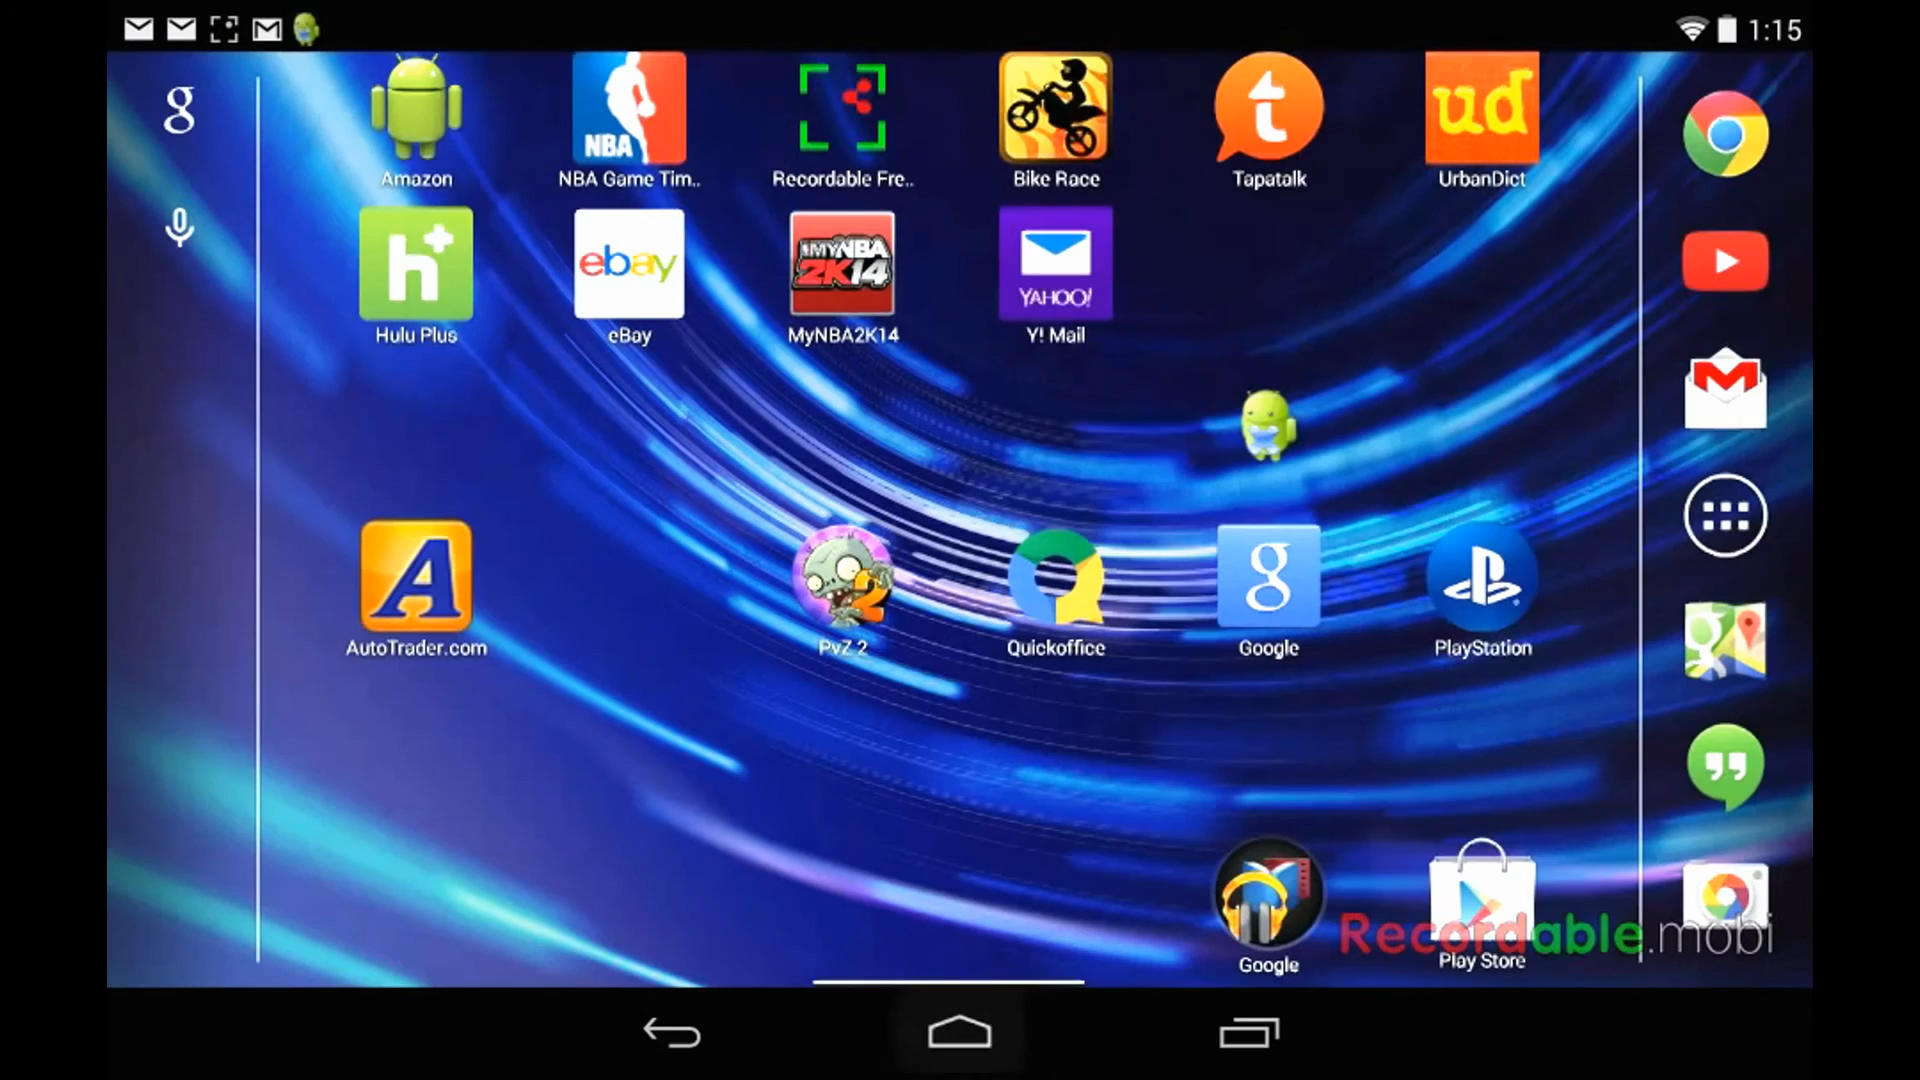 1:15
g
NBA
t
ud
Amazon
NBA Game Tim..
Recordable Fre..
Bike Race
Tapatalk
UrbanDict
h+
ebay
#MYNBA
2K14
YAHOO!
Hulu Plus
eBay
MyNBA2K14
Y! Mail
A
2
g
AutoTrader.com
PvZ 2
Quickoffice
Google
PlayStation
g
Recordable.mobi
Google
Play Store